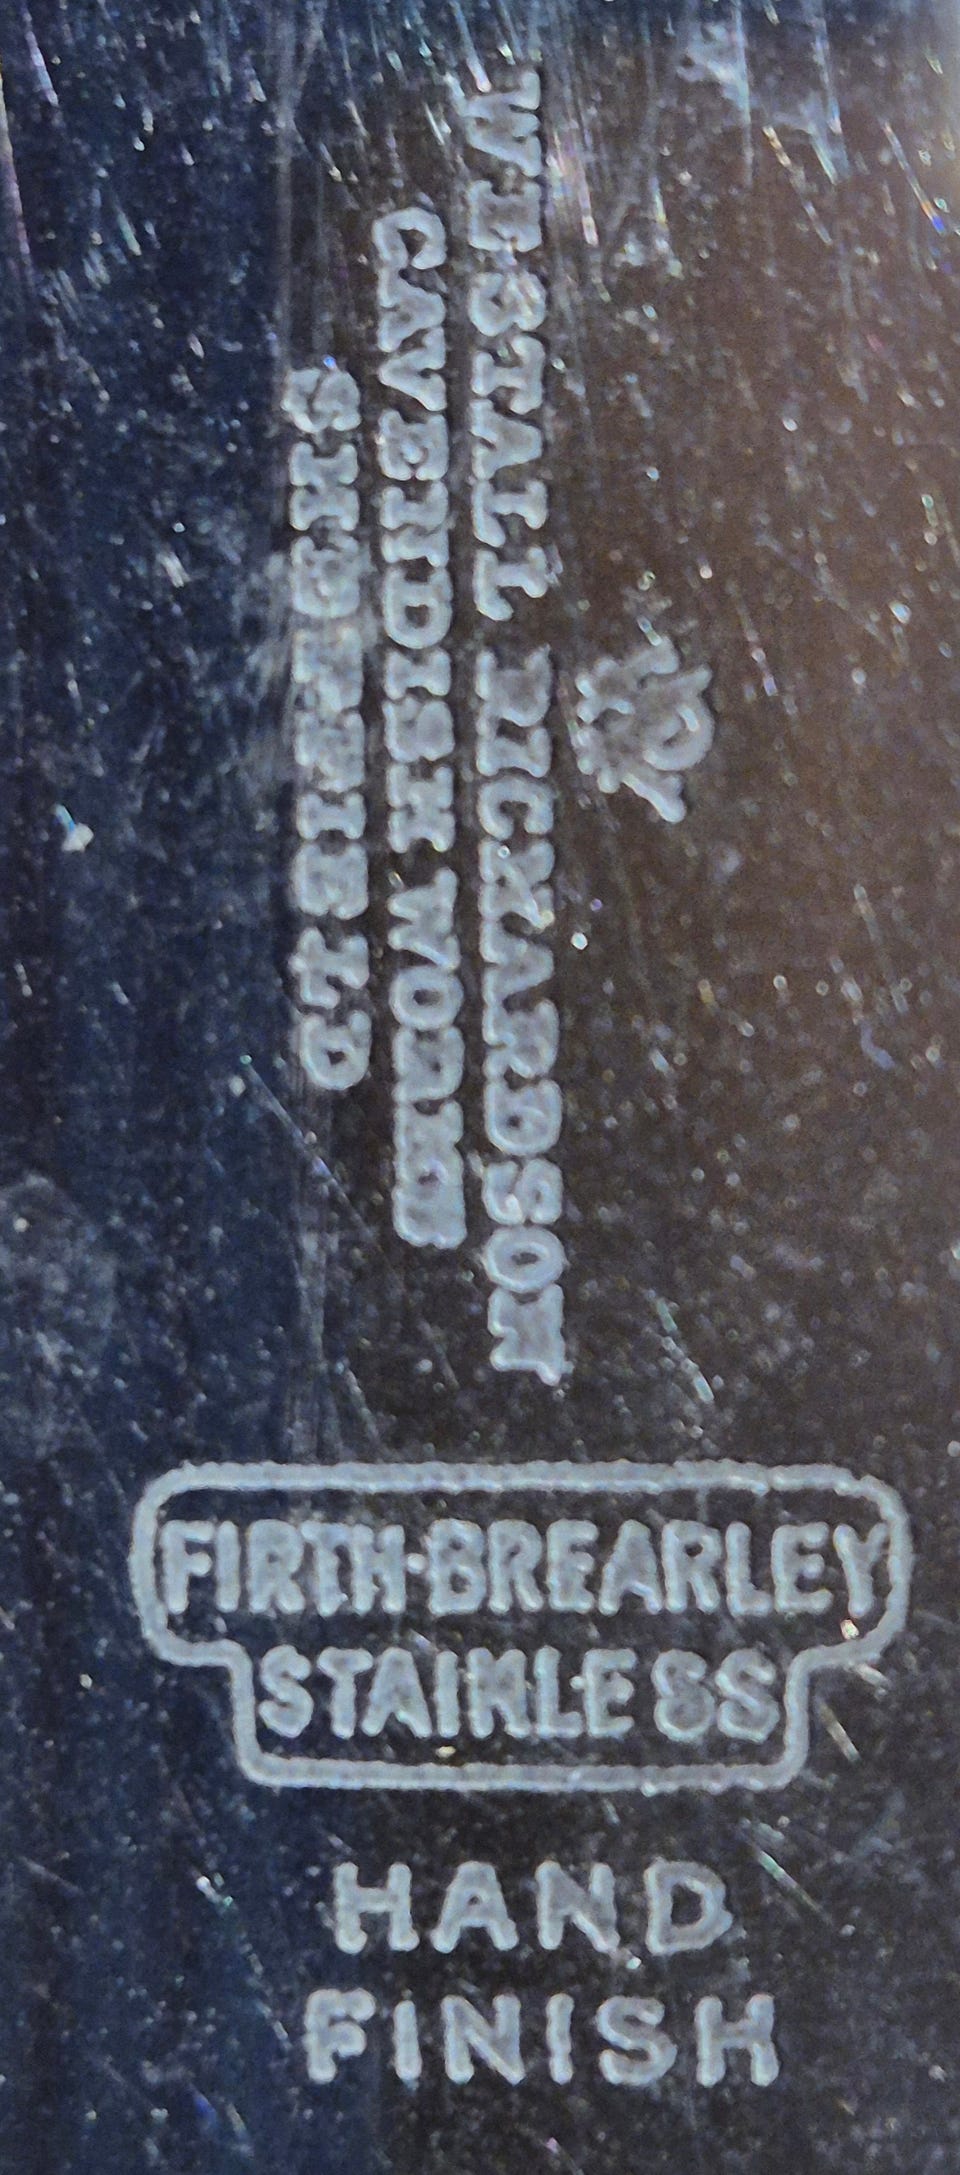 WESTALL RICHARDSON
CAVENDISH WORKS
SHEFFIELD
FIRTH-BREARLEY
STAINLESS
HAND
FINISH